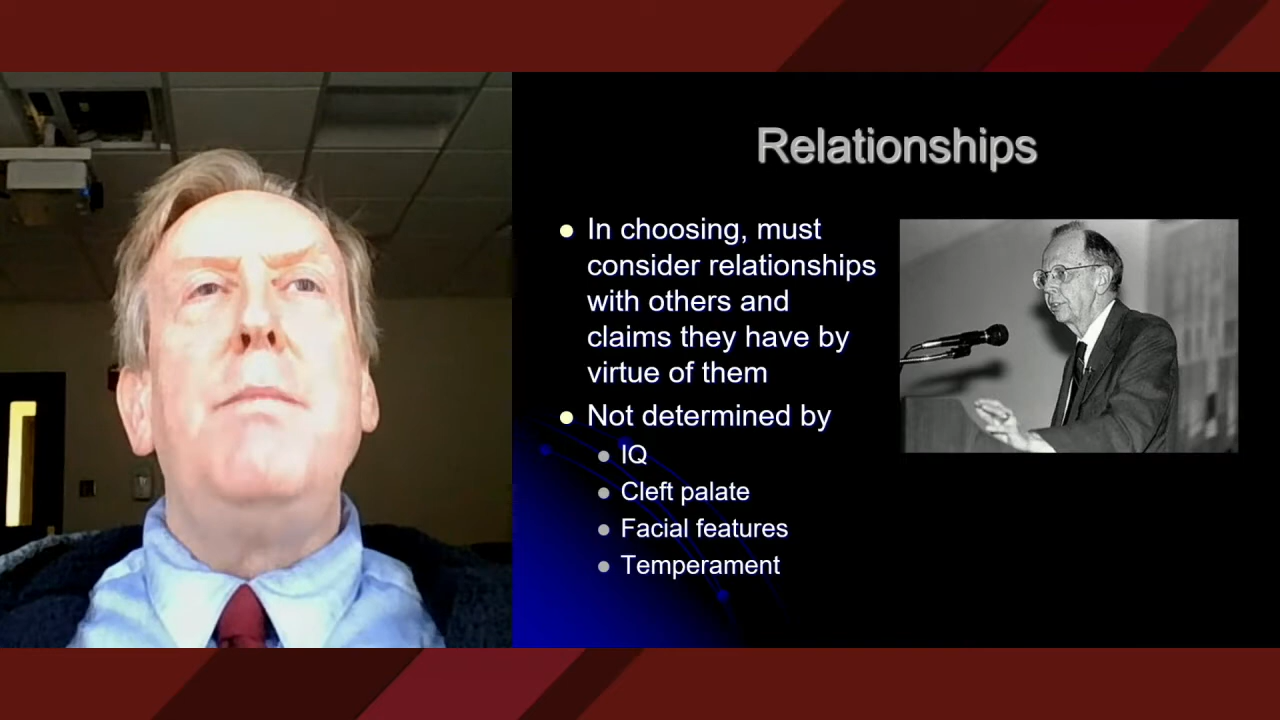 Relationships
In choosing, must
consider relationships
with others and
claims they have by
virtue of them
Not determined by
IQ
Cleft palate
Facial features
Temperament